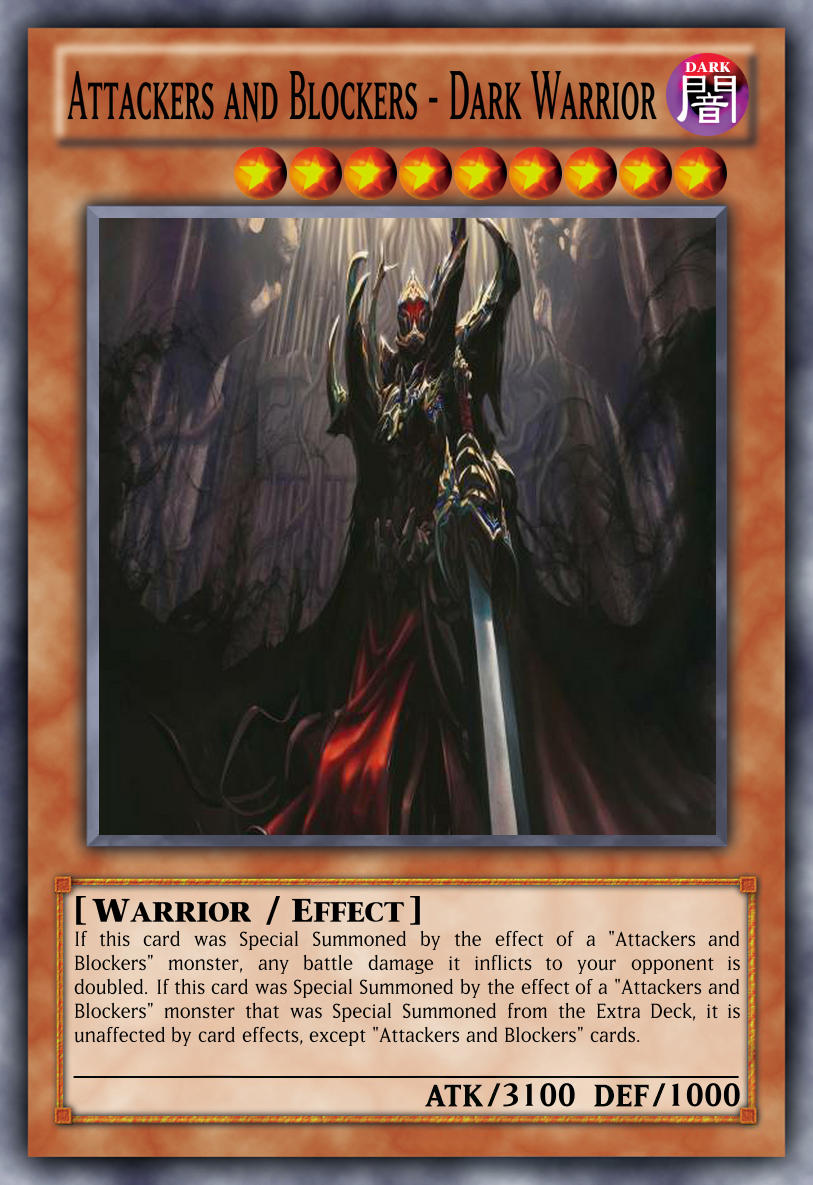 Attackers and Blockers - Dark Warrior
DARK
闇
[ Warrior / Effect ]
If this card was Special Summoned by the effect of a "Attackers and
Blockers" monster, any battle damage it inflicts to your opponent is
doubled. If this card was Special Summoned by the effect of a "Attackers and
Blockers" monster that was Special Summoned from the Extra Deck, it is
unaffected by card effects, except "Attackers and Blockers" cards.
ATK/3100 DEF/1000